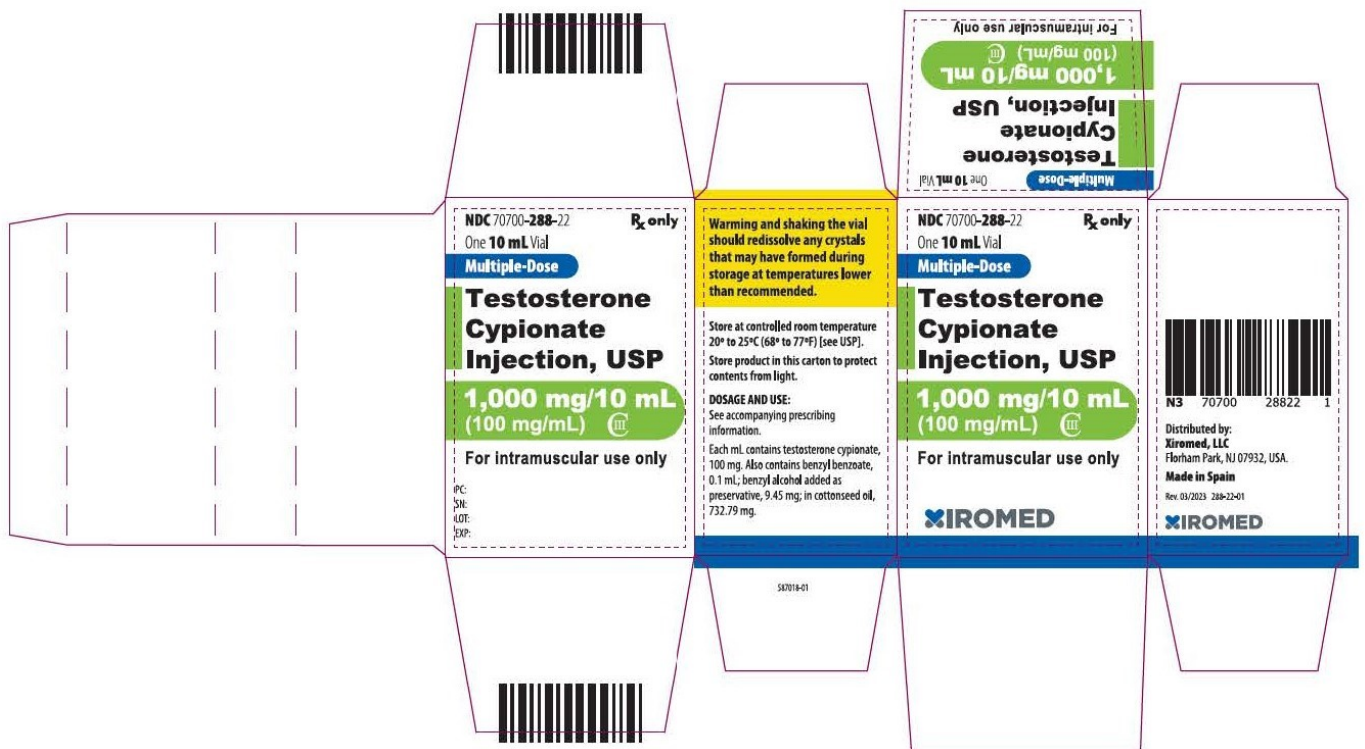 For intramuscular use only
(100 mg/mL) CIII
1,000 mg/10 mL
Injection, USP
Cypionate
Testosterone
One 10 mL Vial
Multiple-Dose
NDC 70700-288-22 Rx only
One 10 mL Vial
Multiple-Dose
Testosterone
Cypionate
Injection, USP
1,000 mg/10 mL
(100 mg/mL) CIII
For intramuscular use only
PC:
SN:
LOT:
EXP:
Warming and shaking the vial
should redissolve any crystals
that may have formed during
storage at temperatures lower
than recommended.
Store at controlled room temperature
20º to 25ºC (68º to 77ºF) [see USP].
Store product in this carton to protect
contents from light.
DOSAGE AND USE:
See accompanying prescribing
information.
Each mL contains testosterone cypionate,
100 mg. Also contains benzyl benzoate,
0.1 mL; benzyl alcohol added as
preservative, 9.45 mg; in cottonseed oil,
732.79 mg.
S87018-01
NDC 70700-288-22 Rx only
One 10 mL Vial
Multiple-Dose
Testosterone
Cypionate
Injection, USP
1,000 mg/10 mL
(100 mg/mL) CIII
For intramuscular use only
XIROMED
N3 70700 28822 1
Distributed by:
Xiromed, LLC
Florham Park, NJ 07932, USA.
Made in Spain
Rev. 03/2023 288-22-01
XIROMED